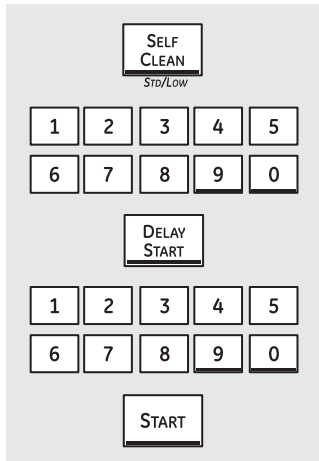 SELF
CLEAN
STD/LOW
1 2 3 4 5
6 7 8 9 0
DELAY
START
1 2 3 4 5
6 7 8 9 0
START